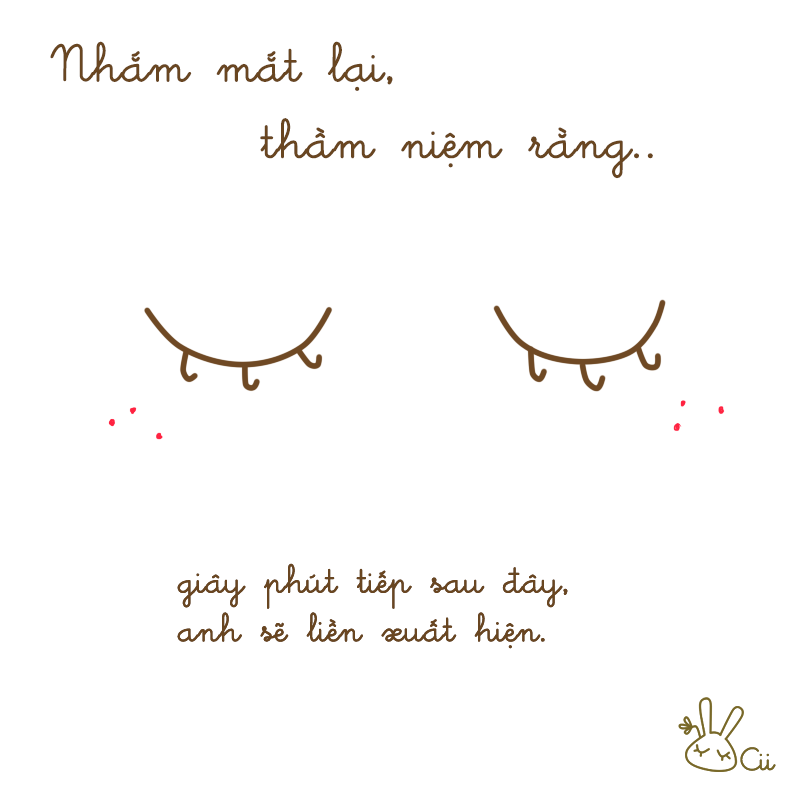 Nhắm mắt lại,
thầm niệm rằng..
giây phút tiếp sau đây,
anh sẽ liền xuất hiện.
Cii